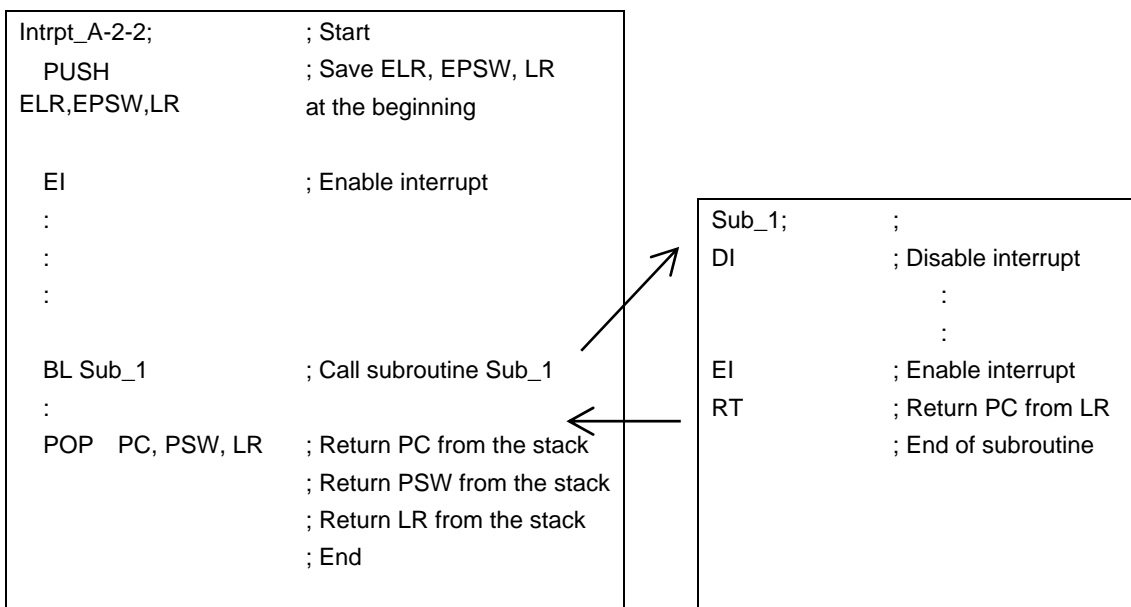 Intrpt_A-2-2; ; Start
PUSH ; Save ELR, EPSW, LR
ELR,EPSW,LR at the beginning
EI ; Enable interrupt
:
:
:
BL Sub_1 ; Call subroutine Sub_1
:
POP PC, PSW, LR ; Return PC from the stack
; Return PSW from the stack
; Return LR from the stack
; End
Sub_1; ;
DI ; Disable interrupt
:
:
EI ; Enable interrupt
RT ; Return PC from LR
; End of subroutine